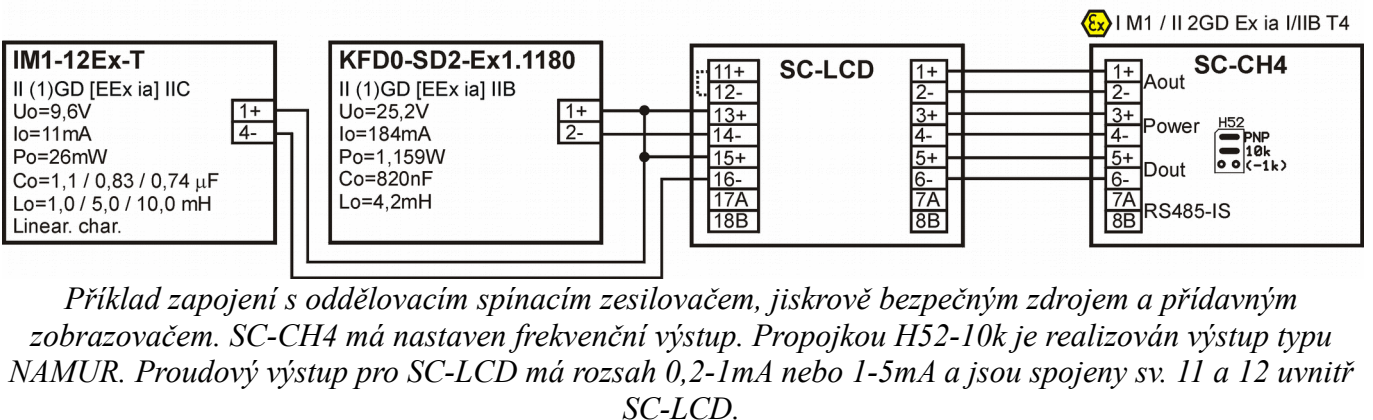 Ex I M1 / II 2GD Ex ia I/IIB T4
IM1-12Ex-T
II (1)GD [EEx ia] IIC
Uo=9,6V
Io=11mA
Po=26mW
Co=1,1 / 0,83 / 0,74 µF
Lo=1,0 / 5,0 / 10,0 mH
Linear. char.
1+
4-
KFD0-SD2-Ex1.1180
II (1)GD [EEx ia] IIB
Uo=25,2V
Io=184mA
Po=1,159W
Co=820nF
Lo=4,2mH
1+
2-
SC-LCD
11+
12-
13+
14-
15+
16-
17A
18B
1+
2-
3+
4-
5+
6-
7A
8B
SC-CH4
1+
2-
3+
4-
5+
6-
7A
8B
Aout
Power
Dout
RS485-IS
H52
PNP
10k
(-1k)
Příklad zapojení s oddělovacím spínacím zesilovačem, jiskrově bezpečným zdrojem a přídavným
zobrazovačem. SC-CH4 má nastaven frekvenční výstup. Propojkou H52-10k je realizován výstup typu
NAMUR. Proudový výstup pro SC-LCD má rozsah 0,2-1mA nebo 1-5mA a jsou spojeny sv. 11 a 12 uvnitř
SC-LCD.